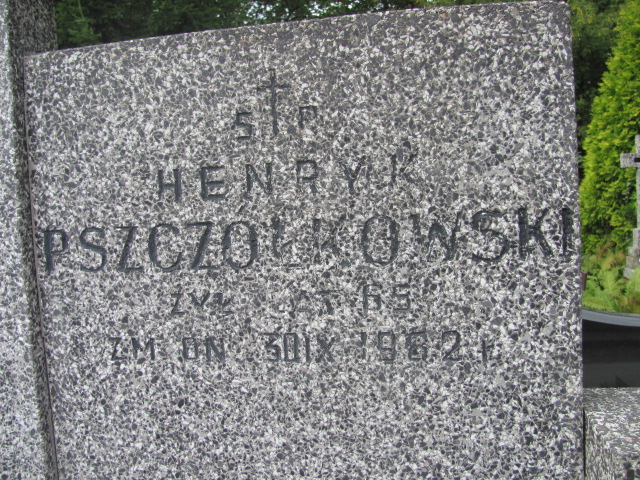 Ś † P
HENRYK
PSZCZÓŁKOWSKI
ŻYŁ LAT 65
ZM DN 30 IX 1962 r